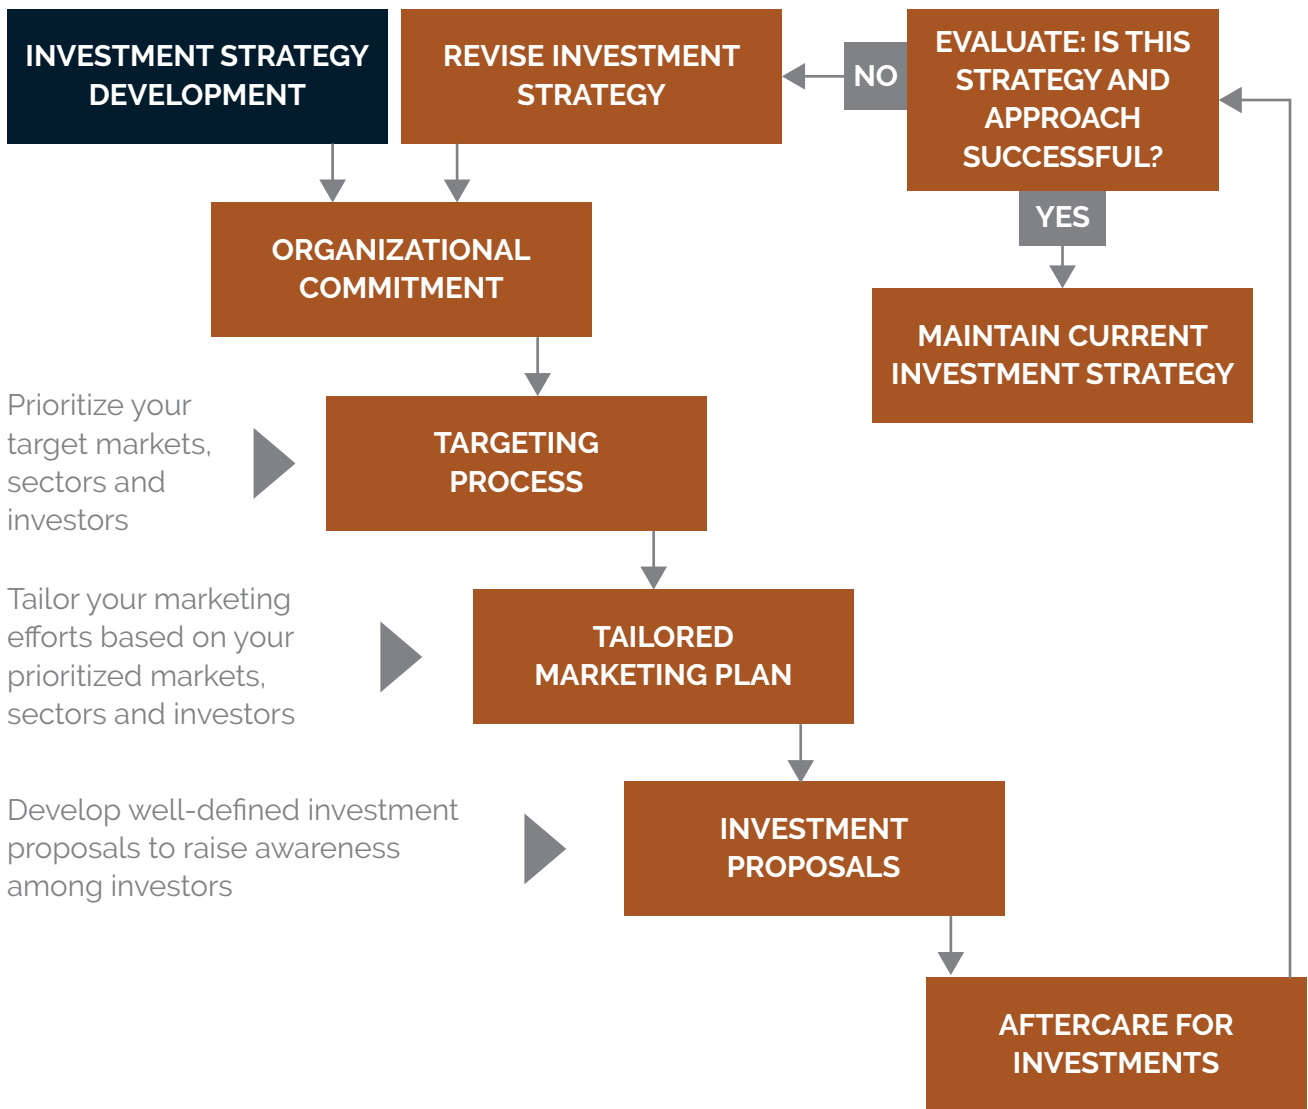 INVESTMENT STRATEGY
DEVELOPMENT
REVISE INVESTMENT
STRATEGY
NO
EVALUATE: IS THIS
STRATEGY AND
APPROACH
SUCCESSFUL?
YES
ORGANIZATIONAL
COMMITMENT
MAINTAIN CURRENT
INVESTMENT STRATEGY
Prioritize your
target markets,
sectors and
investors
TARGETING
PROCESS
Tailor your marketing
efforts based on your
prioritized markets,
sectors and investors
TAILORED
MARKETING PLAN
Develop well-defined investment
proposals to raise awareness
among investors
INVESTMENT
PROPOSALS
AFTERCARE FOR
INVESTMENTS